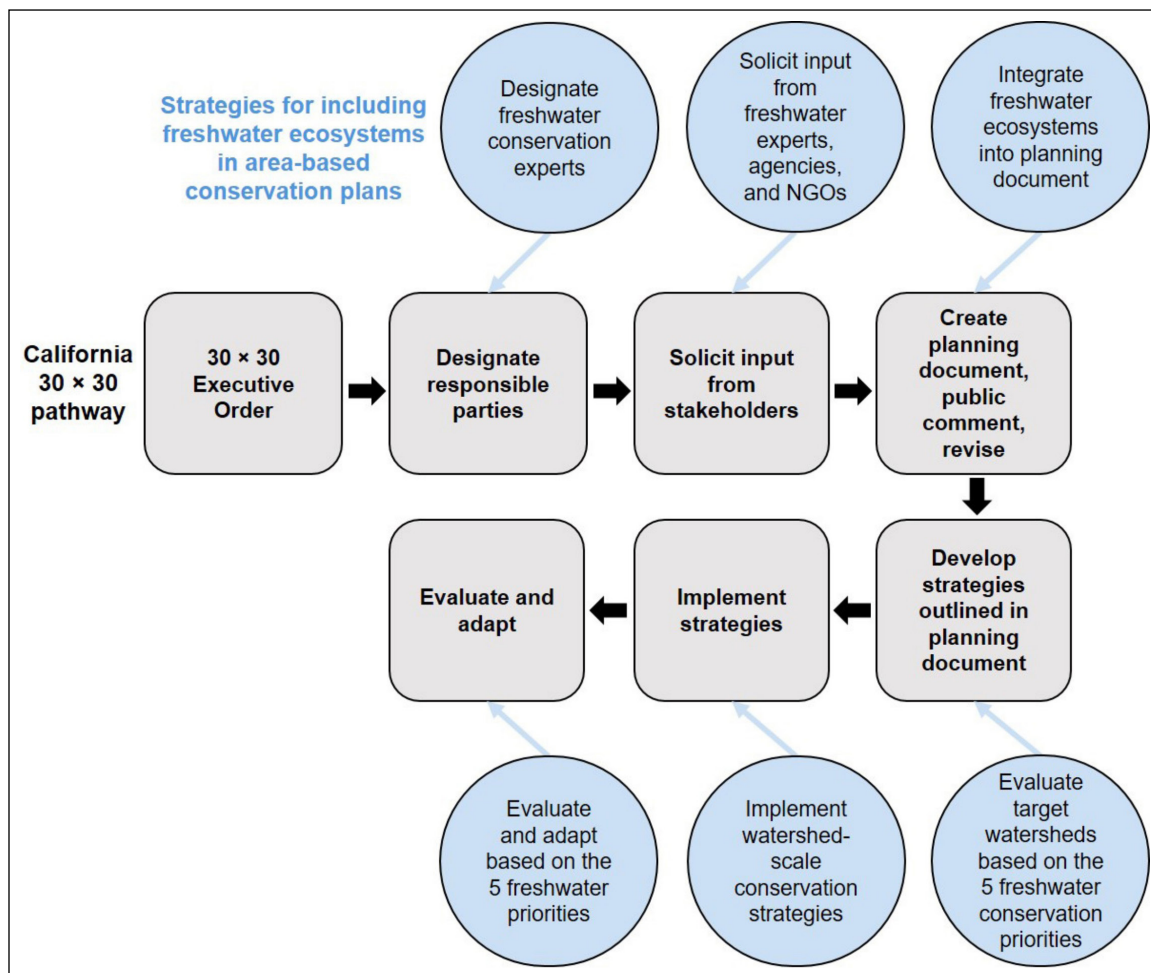 Strategies for including
freshwater ecosystems
in area-based
conservation plans
Designate
freshwater
conservation
experts
Solicit input
from
freshwater
experts,
agencies,
and NGOs
Integrate
freshwater
ecosystems
into planning
document
California
30 × 30
pathway
30 × 30
Executive
Order
Designate
responsible
parties
Solicit input
from
stakeholders
Create
planning
document,
public
comment,
revise
Develop
strategies
outlined in
planning
document
Implement
strategies
Evaluate and
adapt
Evaluate
and adapt
based on the
5 freshwater
priorities
Implement
watershed-
scale
conservation
strategies
Evaluate
target
watersheds
based on the
5 freshwater
conservation
priorities